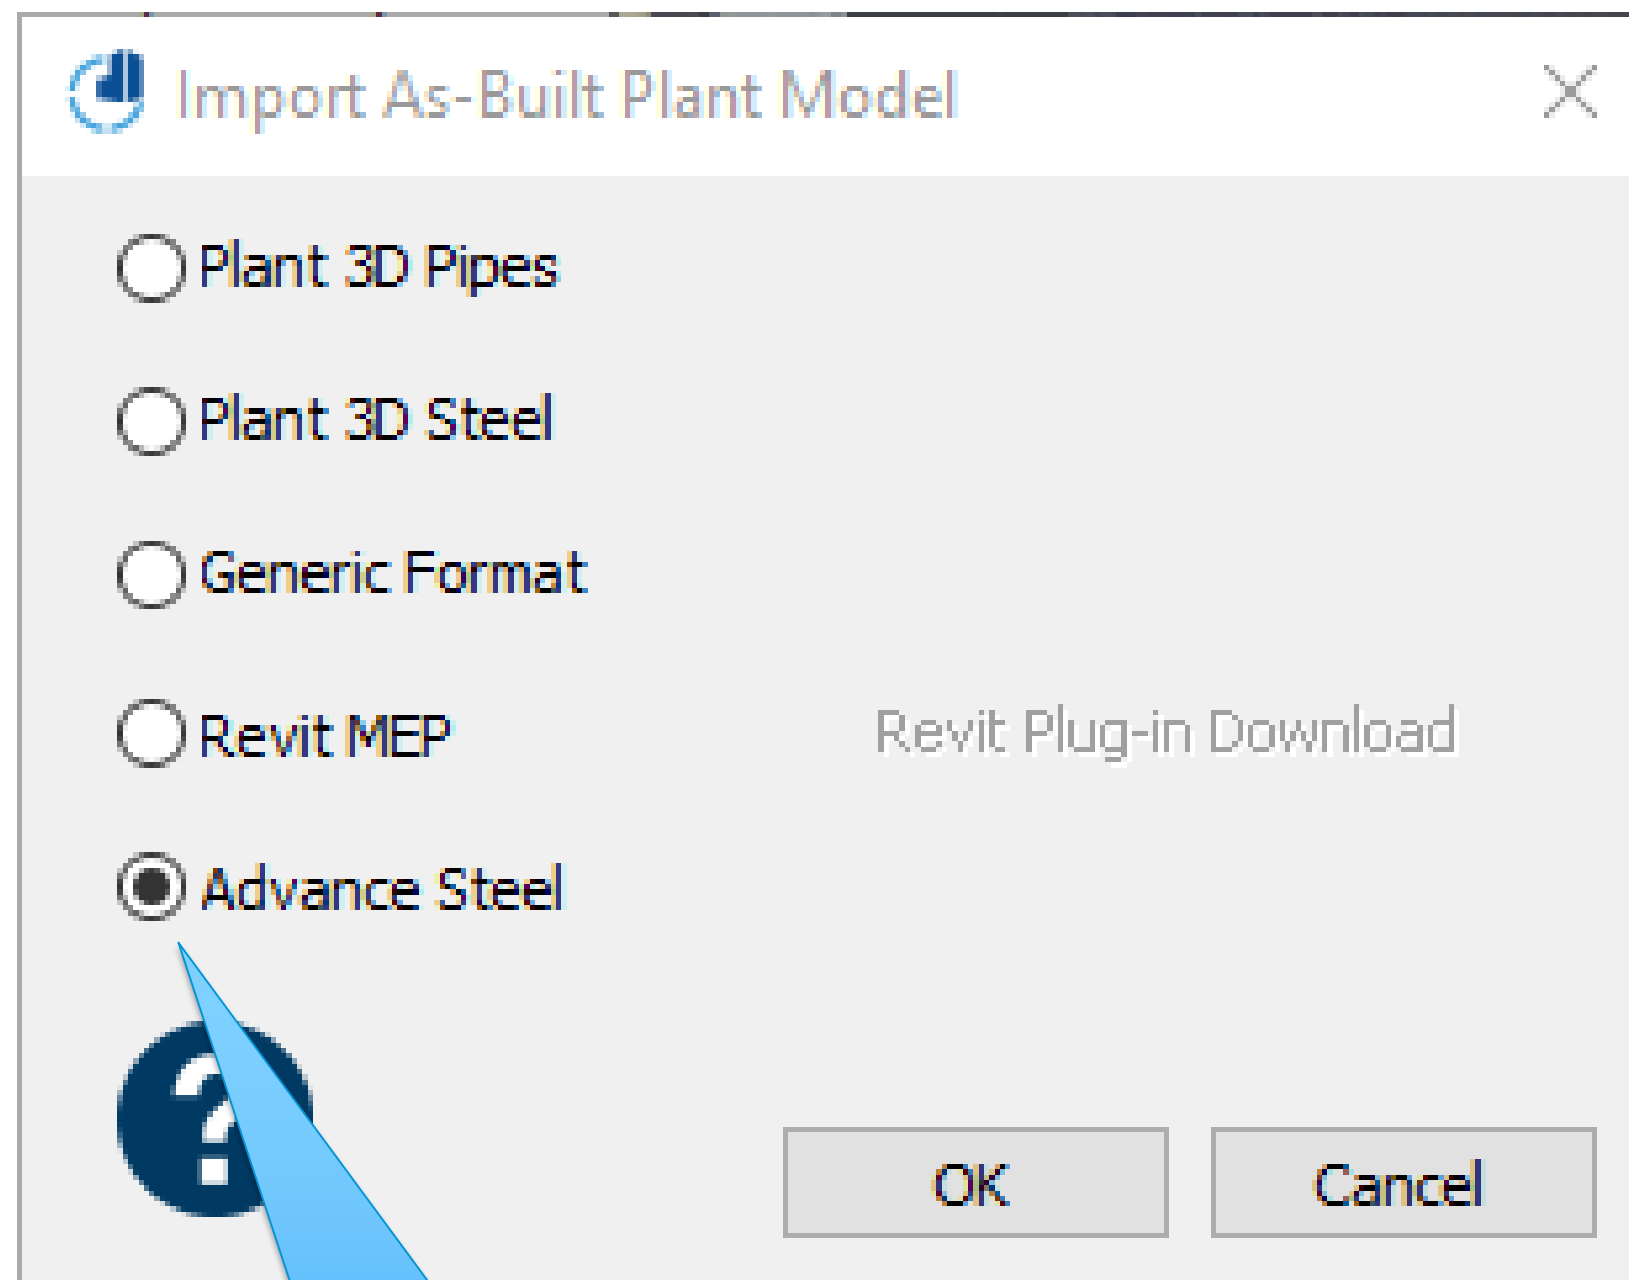 Import As-Built Plant Model
Plant 3D Pipes
Plant 3D Steel
Generic Format
Revit MEP Revit Plug-in Download
Advance Steel
?
OK Cancel